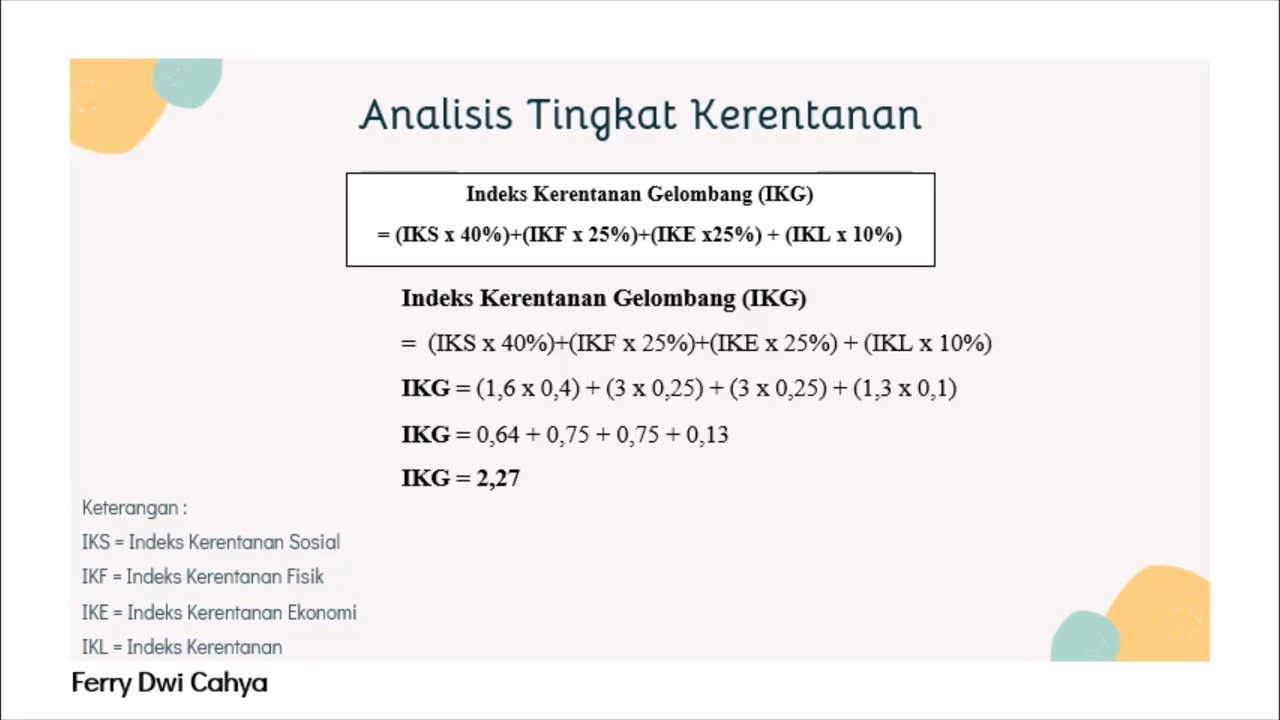 Analisis Tingkat Kerentanan
Indeks Kerentanan Gelombang (IKG)
= (IKS x 40%)+(IKF x 25%)+(IKE x25%) + (IKL x 10%)
Indeks Kerentanan Gelombang (IKG)
= (IKS x 40%)+(IKF x 25%)+(IKE x 25%) + (IKL x 10%)
IKG = (1,6 x 0,4) + (3 x 0,25) + (3 x 0,25) + (1,3 x 0,1)
IKG = 0,64 + 0,75 + 0,75 + 0,13
IKG = 2,27
Keterangan :
IKS = Indeks Kerentanan Sosial
IKF = Indeks Kerentanan Fisik
IKE = Indeks Kerentanan Ekonomi
IKL = Indeks Kerentanan
Ferry Dwi Cahya